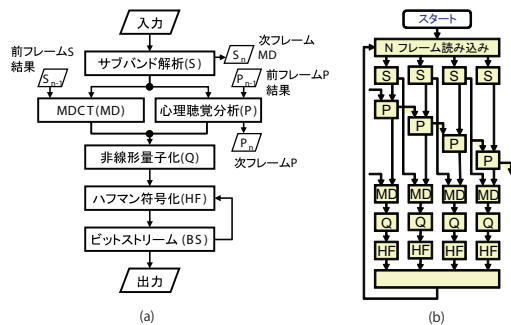 入力
前フレームS
結果
S n-1
サブバンド解析(S)
S n
次フレーム
MD
P n-1
前フレームP
結果
MDCT(MD)
心理聴覚分析(P)
P n
次フレームP
非線形量子化(Q)
ハフマン符号化(HF)
ビットストリーム(BS)
出力
(a)
スタート
N フレーム読み込み
S S S S
P
P
P
P
MD MD MD MD
Q Q Q Q
HF HF HF HF
(b)